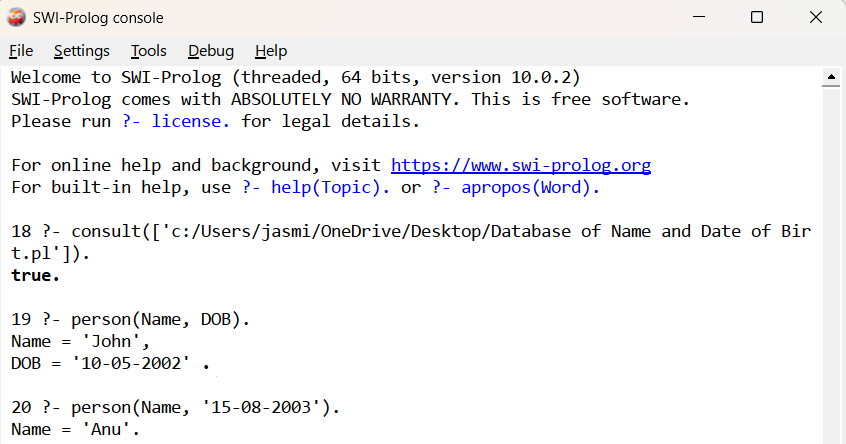 SWI-Prolog console
File Settings Tools Debug Help
Welcome to SWI-Prolog (threaded, 64 bits, version 10.0.2)
SWI-Prolog comes with ABSOLUTELY NO WARRANTY. This is free software.
Please run ?- license. for legal details.
For online help and background, visit https://www.swi-prolog.org
For built-in help, use ?- help(Topic). or ?- apropos(Word).
18 ?- consult(['c:/Users/jasmi/OneDrive/Desktop/Database of Name and Date of Bir
t.pl']).
true.
19 ?- person(Name, DOB).
Name = 'John',
DOB = '10-05-2002' .
20 ?- person(Name, '15-08-2003').
Name = 'Anu'.